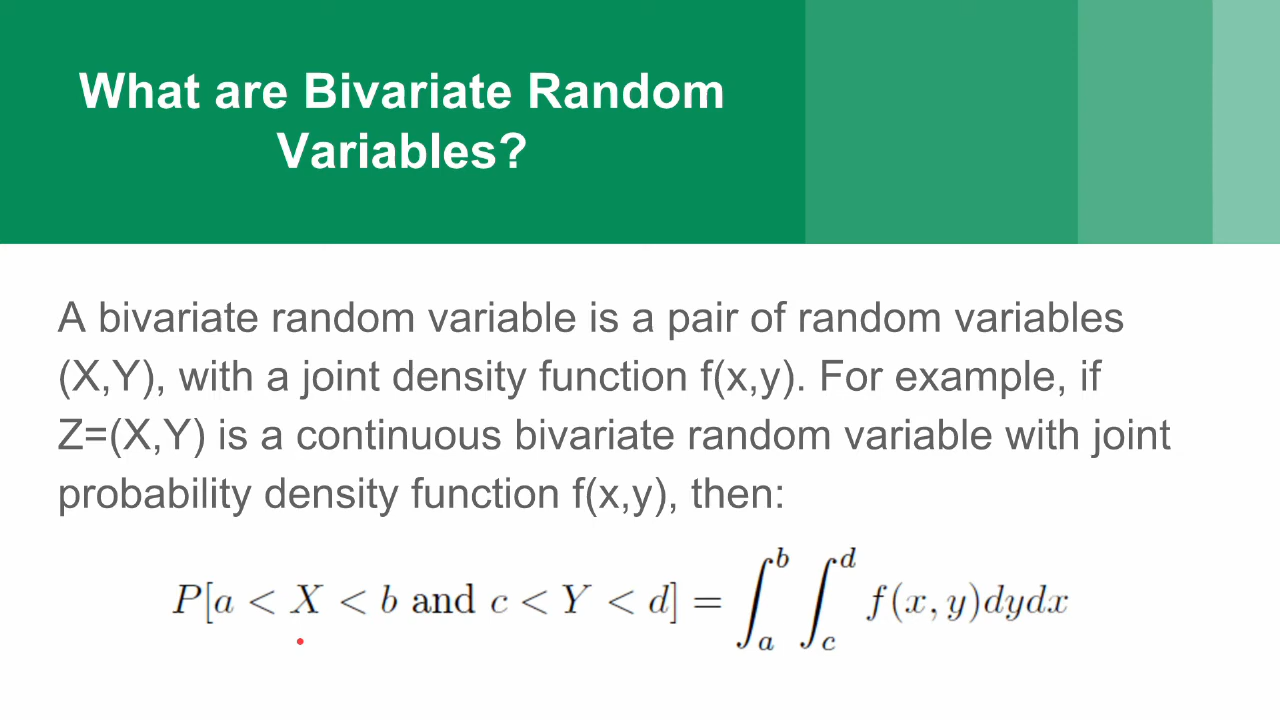 What are Bivariate Random
Variables?
A bivariate random variable is a pair of random variables
(X,Y), with a joint density function f(x,y). For example, if
Z=(X,Y) is a continuous bivariate random variable with joint
probability density function f(x,y), then:
P[a < X < b and c < Y < d] = ∫_a^b ∫_c^d f(x, y)dydx